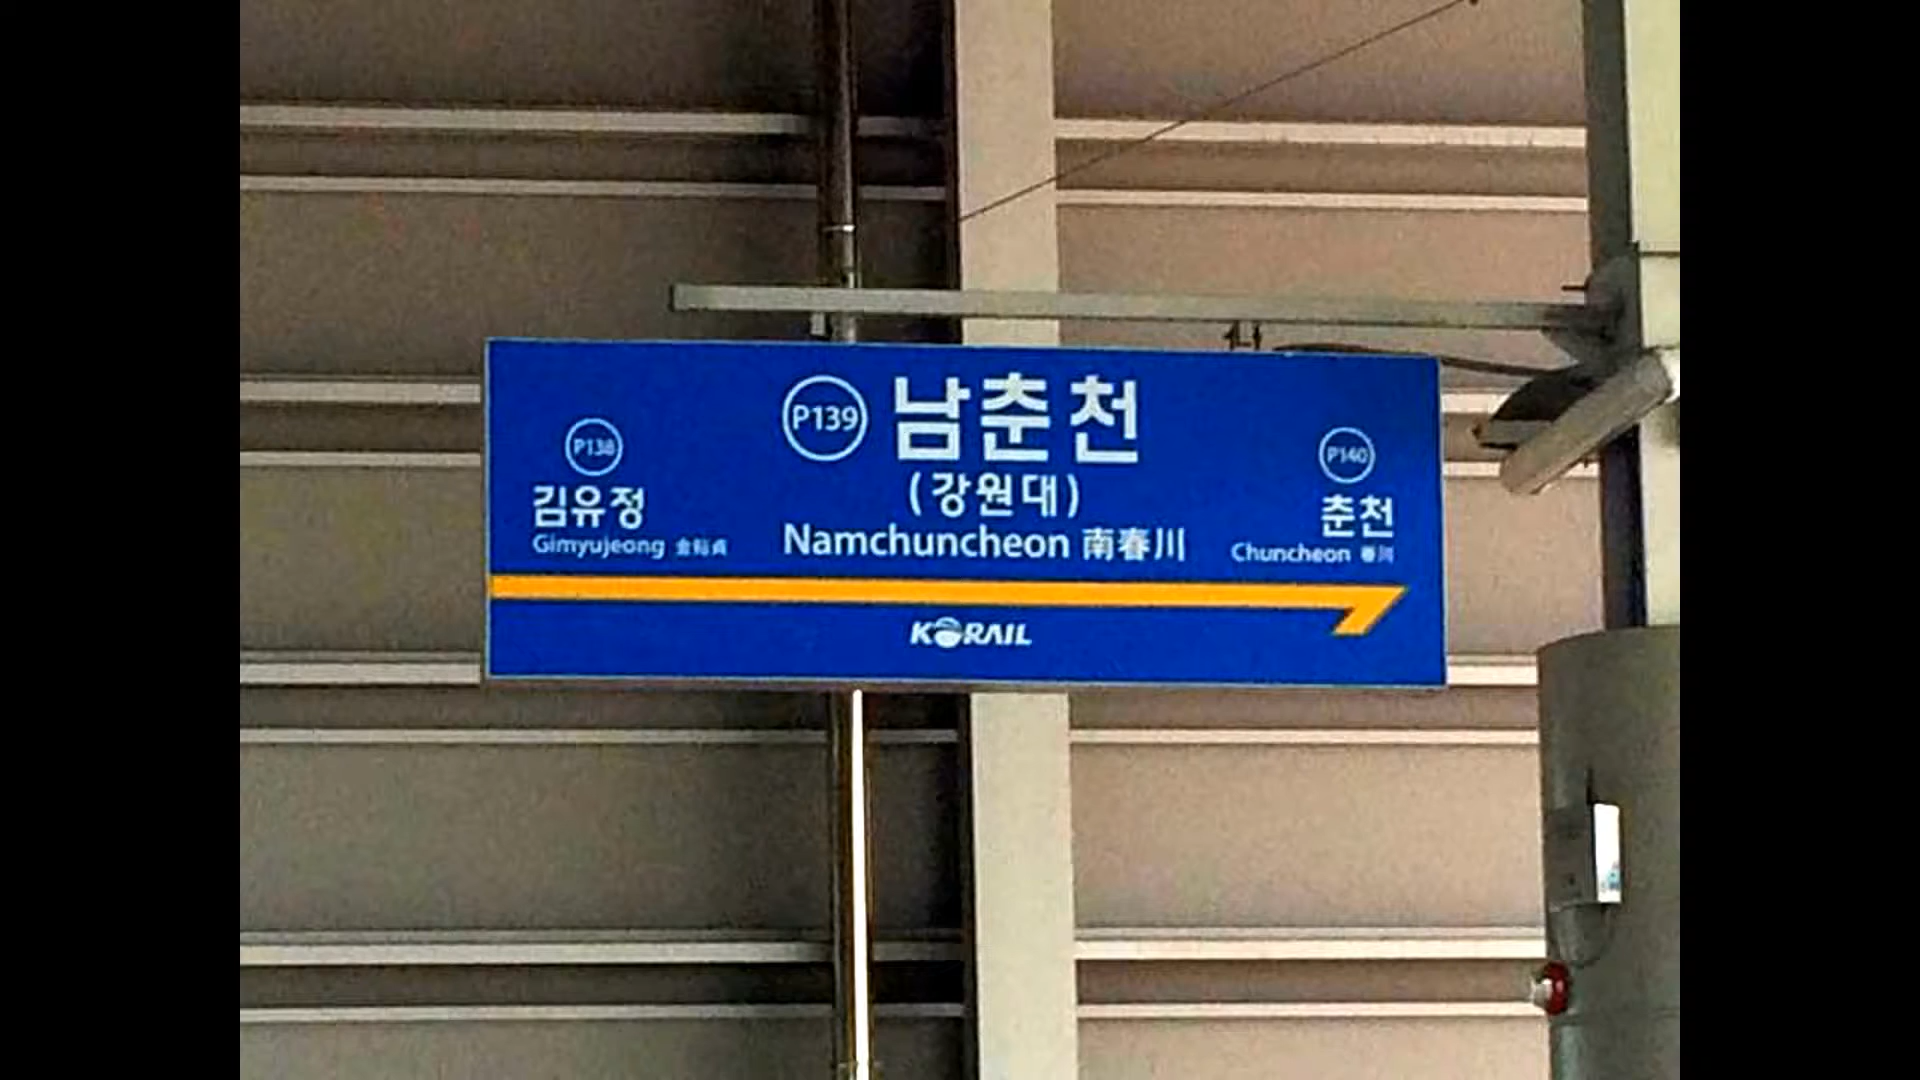 P139 남춘천
(강원대)
Namchuncheon 南春川
P138
김유정
Gimyujeong 金裕貞
P140
춘천
Chuncheon 春川
KORAIL